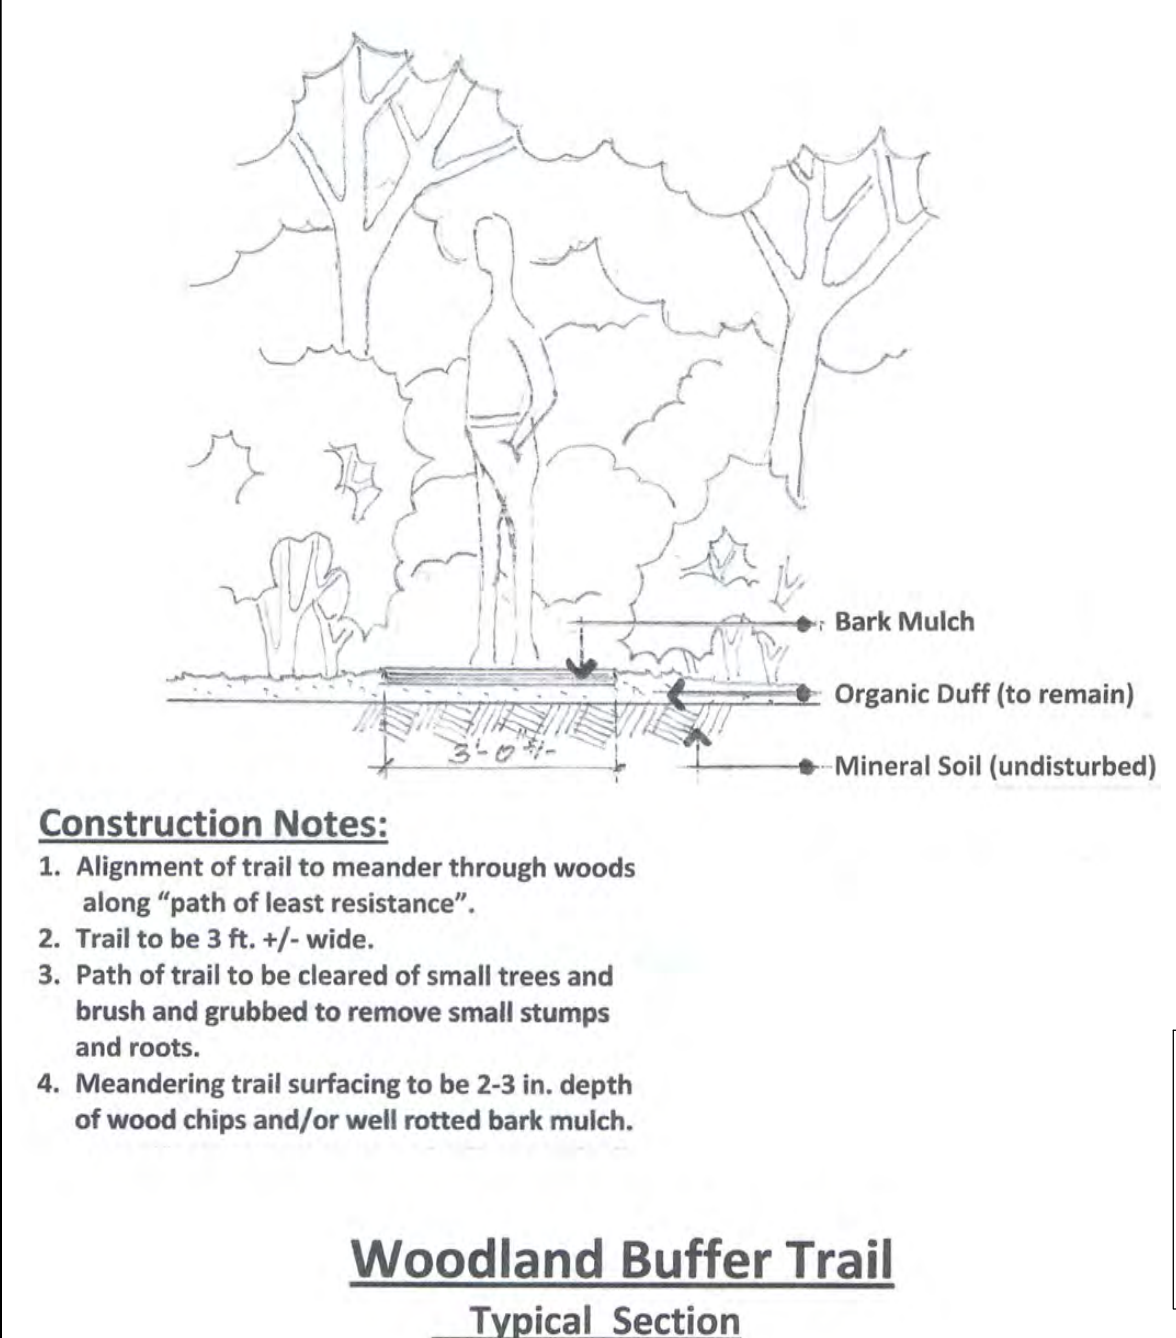 Bark Mulch
Organic Duff (to remain)
3'-0" +/-
Mineral Soil (undisturbed)
Construction Notes:
1. Alignment of trail to meander through woods
along “path of least resistance”.
2. Trail to be 3 ft. +/- wide.
3. Path of trail to be cleared of small trees and
brush and grubbed to remove small stumps
and roots.
4. Meandering trail surfacing to be 2-3 in. depth
of wood chips and/or well rotted bark mulch.
Woodland Buffer Trail
Typical Section